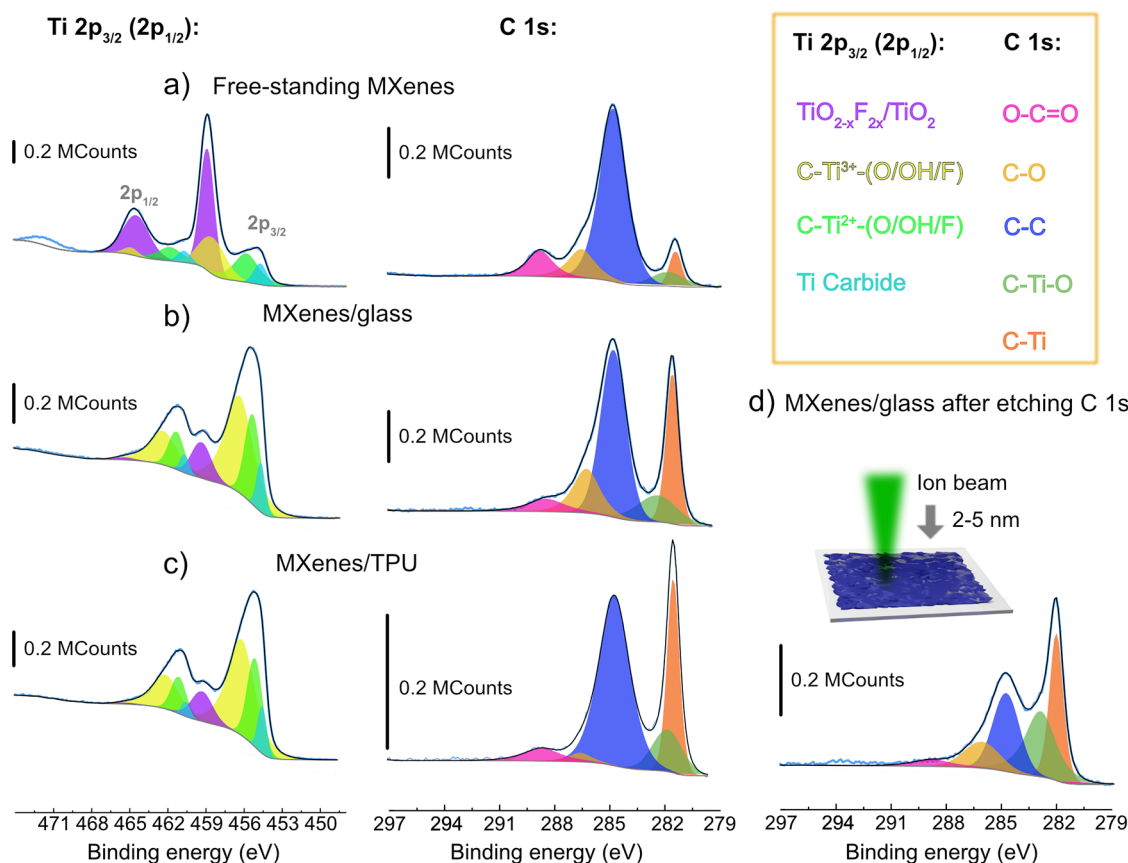 Ti 2p3/2 (2p1/2):
C 1s:
a) Free-standing MXenes
0.2 MCounts
2p1/2
2p3/2
0.2 MCounts
b) MXenes/glass
0.2 MCounts
0.2 MCounts
c) MXenes/TPU
0.2 MCounts
0.2 MCounts
471 468 465 462 459 456 453 450
Binding energy (eV)
297 294 291 288 285 282 279
Binding energy (eV)
Ti 2p3/2 (2p1/2):
C 1s:
TiO2-xF2x/TiO2
O-C=O
C-Ti3+-(O/OH/F)
C-O
C-Ti2+-(O/OH/F)
C-C
Ti Carbide
C-Ti-O
C-Ti
d) MXenes/glass after etching C 1s
Ion beam
2-5 nm
0.2 MCounts
297 294 291 288 285 282 279
Binding energy (eV)